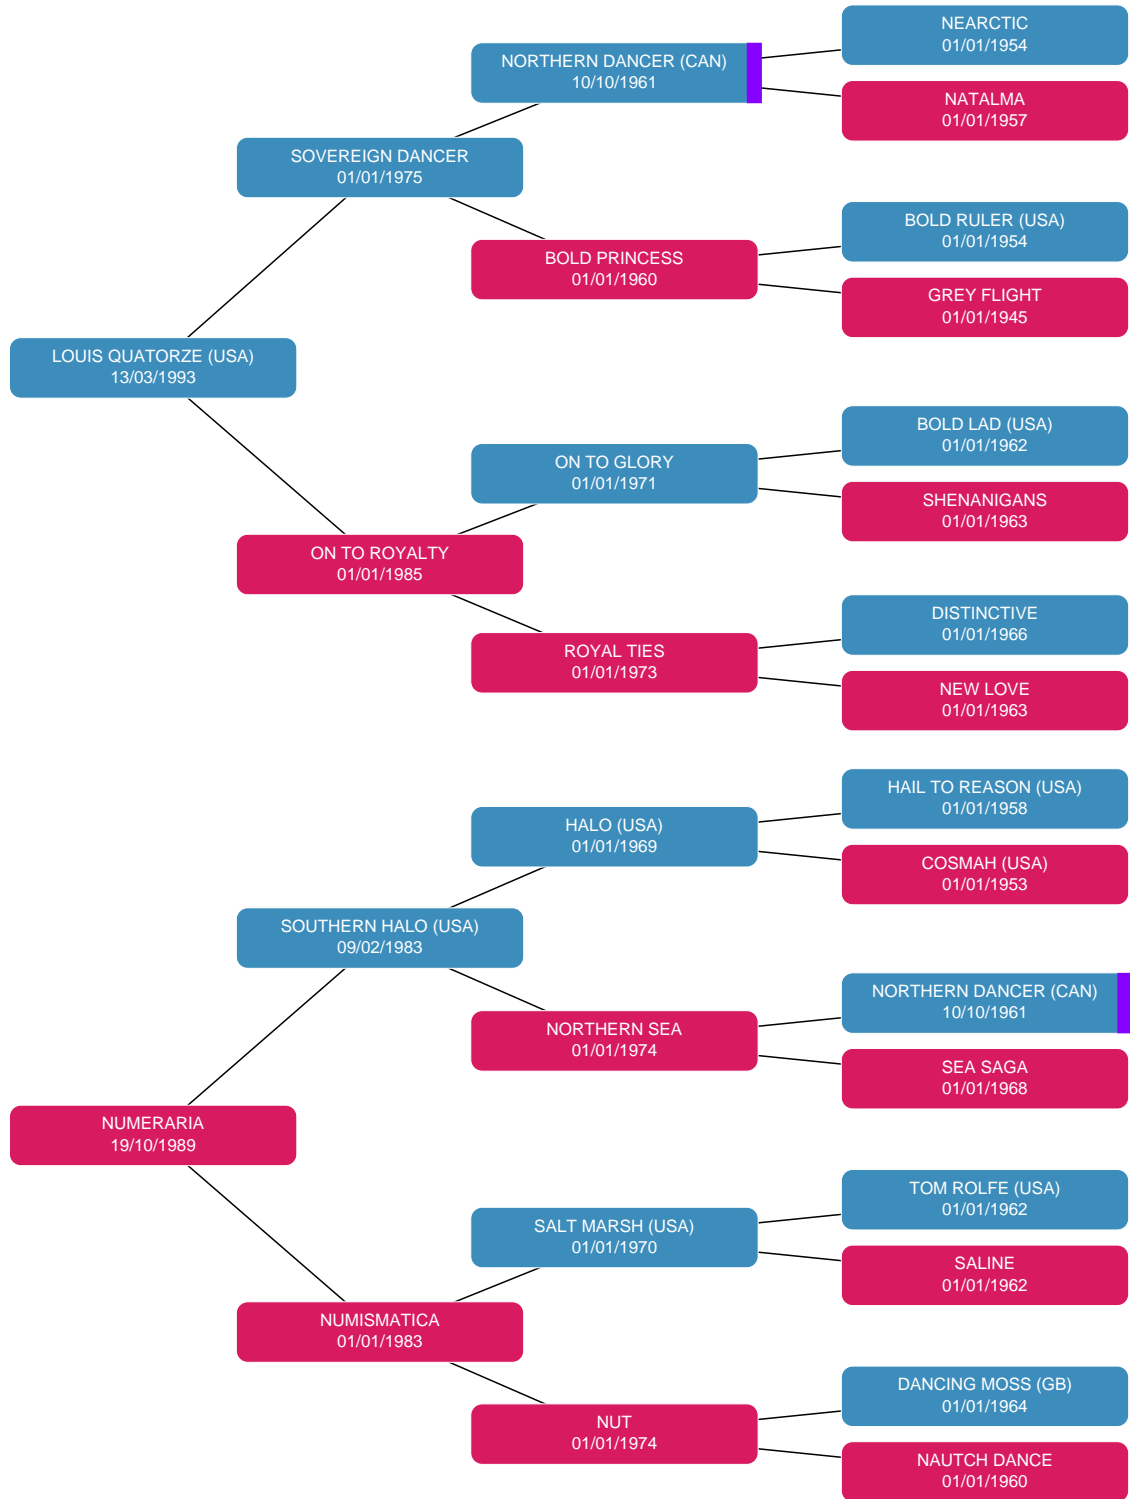 NEARCTIC
01/01/1954
NORTHERN DANCER (CAN)
10/10/1961
NATALMA
01/01/1957
SOVEREIGN DANCER
01/01/1975
BOLD RULER (USA)
01/01/1954
BOLD PRINCESS
01/01/1960
GREY FLIGHT
01/01/1945
LOUIS QUATORZE (USA)
13/03/1993
BOLD LAD (USA)
01/01/1962
ON TO GLORY
01/01/1971
SHENANIGANS
01/01/1963
ON TO ROYALTY
01/01/1985
DISTINCTIVE
01/01/1966
ROYAL TIES
01/01/1973
NEW LOVE
01/01/1963
HAIL TO REASON (USA)
01/01/1958
HALO (USA)
01/01/1969
COSMAH (USA)
01/01/1953
SOUTHERN HALO (USA)
09/02/1983
NORTHERN DANCER (CAN)
10/10/1961
NORTHERN SEA
01/01/1974
SEA SAGA
01/01/1968
NUMERARIA
19/10/1989
TOM ROLFE (USA)
01/01/1962
SALT MARSH (USA)
01/01/1970
SALINE
01/01/1962
NUMISMATICA
01/01/1983
DANCING MOSS (GB)
01/01/1964
NUT
01/01/1974
NAUTCH DANCE
01/01/1960